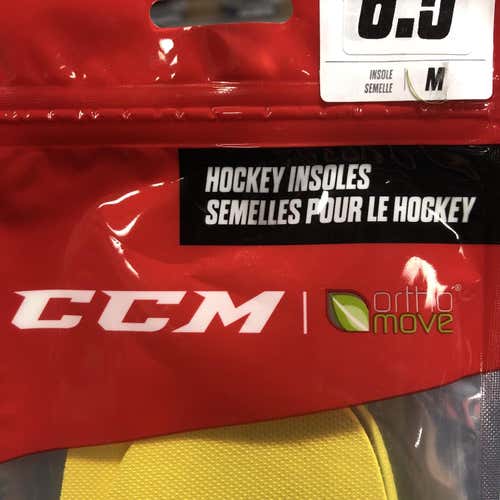 INSOLE
SEMELLE | M
HOCKEY INSOLES
SEMELLES POUR LE HOCKEY
CCM | ortho
move®